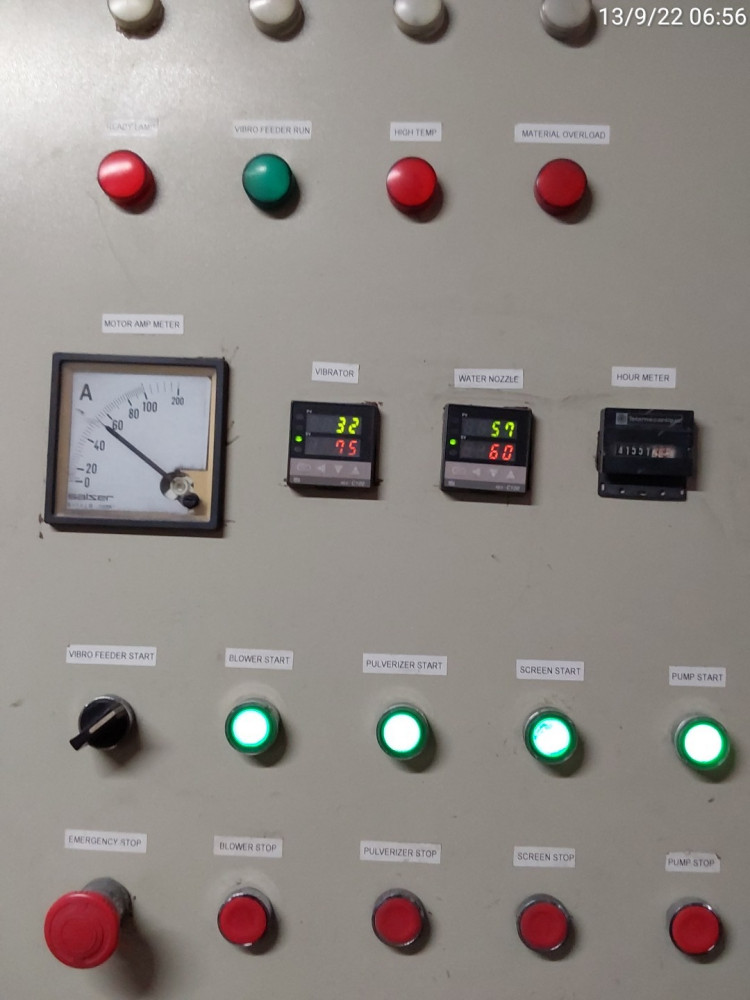 13/9/22 06:56
VIBRO FEEDER RUN
HIGH TEMP
MATERIAL OVERLOAD
MOTOR AMP METER
VIBRATOR
WATER NOZZLE
HOUR METER
A
0
20
40
60
80
100
200
PV
32
75
57
60
VIBRO FEEDER START
BLOWER START
PULVERIZER START
SCREEN START
PUMP START
EMERGENCY STOP
BLOWER STOP
PULVERIZER STOP
SCREEN STOP
PUMP STOP